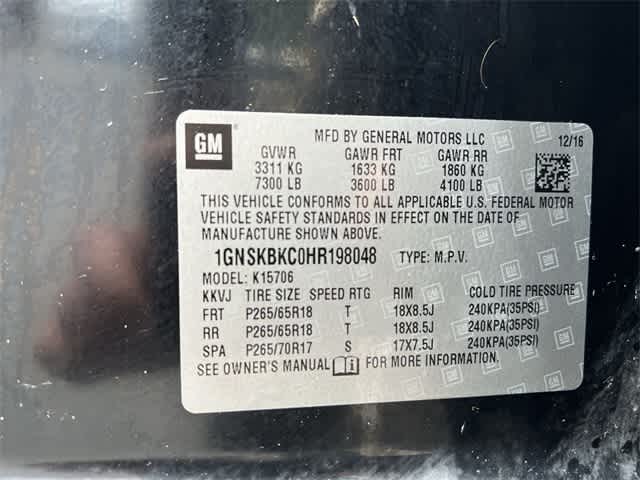 GM
MFD BY GENERAL MOTORS LLC
12/16
GVWR GAWR FRT GAWR RR
3311 KG 1633 KG 1860 KG
7300 LB 3600 LB 4100 LB
THIS VEHICLE CONFORMS TO ALL APPLICABLE U.S. FEDERAL MOTOR
VEHICLE SAFETY STANDARDS IN EFFECT ON THE DATE OF
MANUFACTURE SHOWN ABOVE.
1GNSKBKC0HR198048 TYPE: M.P.V.
MODEL: K15706
KKVJ TIRE SIZE SPEED RTG RIM COLD TIRE PRESSURE
FRT P265/65R18 T 18X8.5J 240KPA(35PSI)
RR P265/65R18 T 18X8.5J 240KPA(35PSI)
SPA P265/70R17 S 17X7.5J 240KPA(35PSI)
SEE OWNER'S MANUAL FOR MORE INFORMATION.